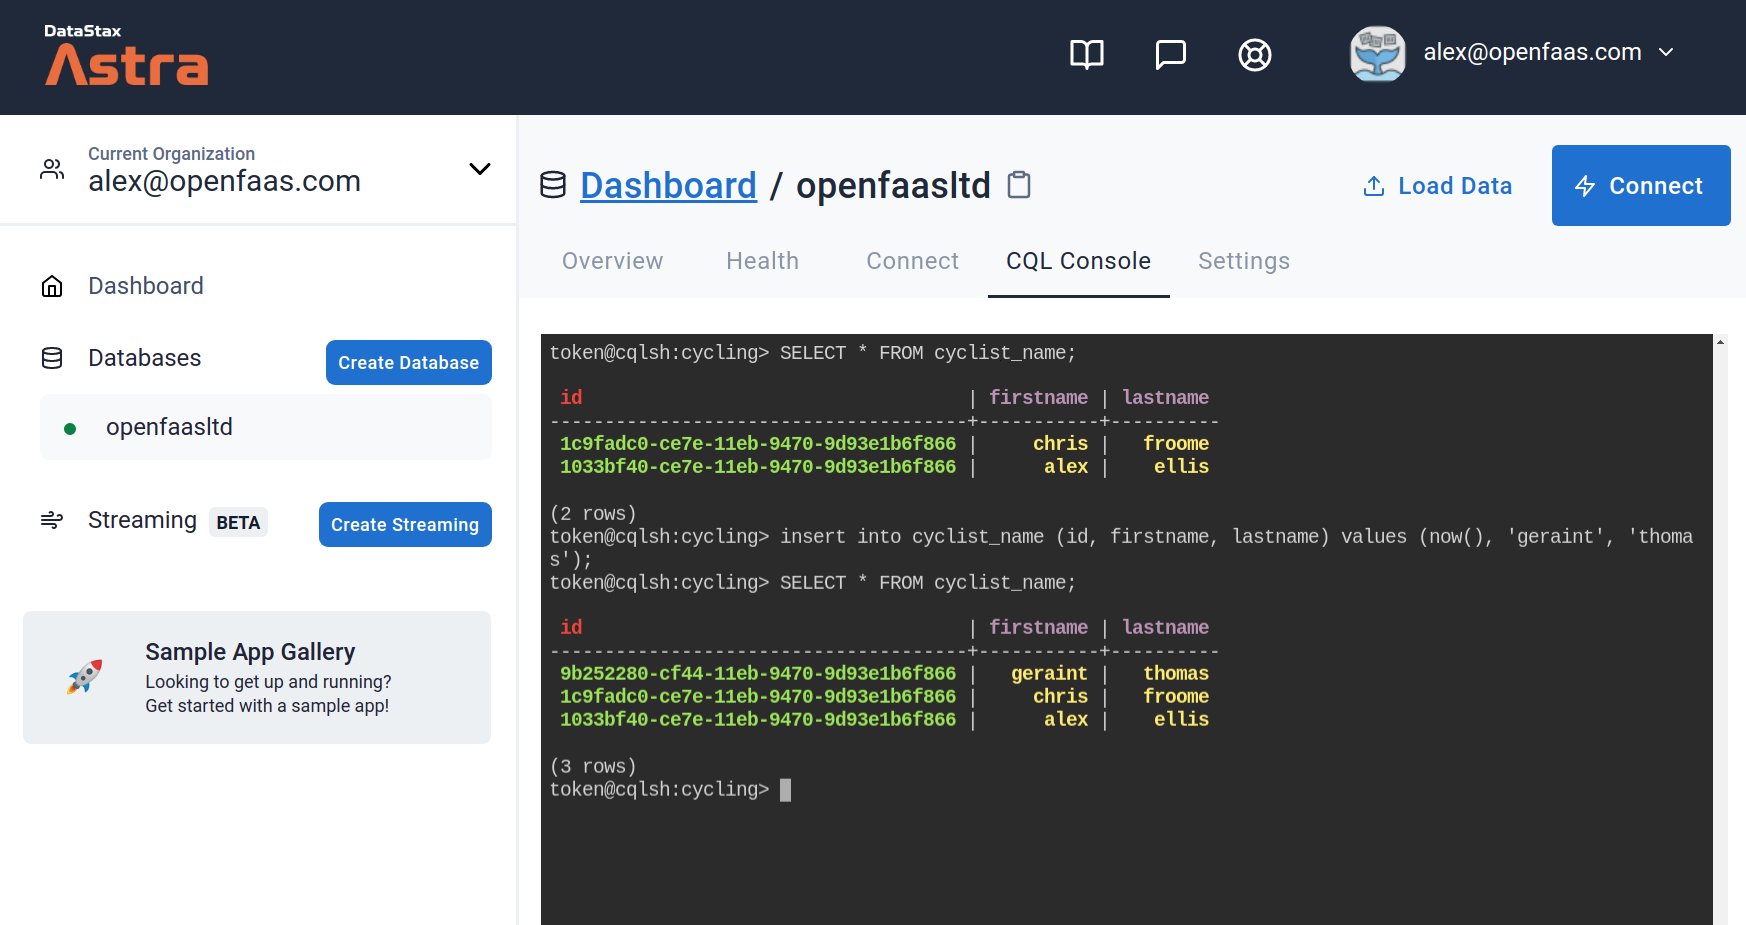 DataStax
Astra
alex@openfaas.com
Current Organization
alex@openfaas.com
Dashboard
Databases
Create Database
openfaasltd
Streaming BETA
Create Streaming
Sample App Gallery
Looking to get up and running?
Get started with a sample app!
Dashboard / openfaasltd
Load Data
Connect
Overview Health Connect CQL Console Settings
token@cqlsh:cycling> SELECT * FROM cyclist_name;
 id                                   | firstname | lastname
--------------------------------------+-----------+----------
 1c9fadc0-ce7e-11eb-9470-9d93e1b6f866 |     chris |   froome
 1033bf40-ce7e-11eb-9470-9d93e1b6f866 |      alex |    ellis
(2 rows)
token@cqlsh:cycling> insert into cyclist_name (id, firstname, lastname) values (now(), 'geraint', 'thoma
s');
token@cqlsh:cycling> SELECT * FROM cyclist_name;
 id                                   | firstname | lastname
--------------------------------------+-----------+----------
 9b252280-cf44-11eb-9470-9d93e1b6f866 |   geraint |   thomas
 1c9fadc0-ce7e-11eb-9470-9d93e1b6f866 |     chris |   froome
 1033bf40-ce7e-11eb-9470-9d93e1b6f866 |      alex |    ellis
(3 rows)
token@cqlsh:cycling>